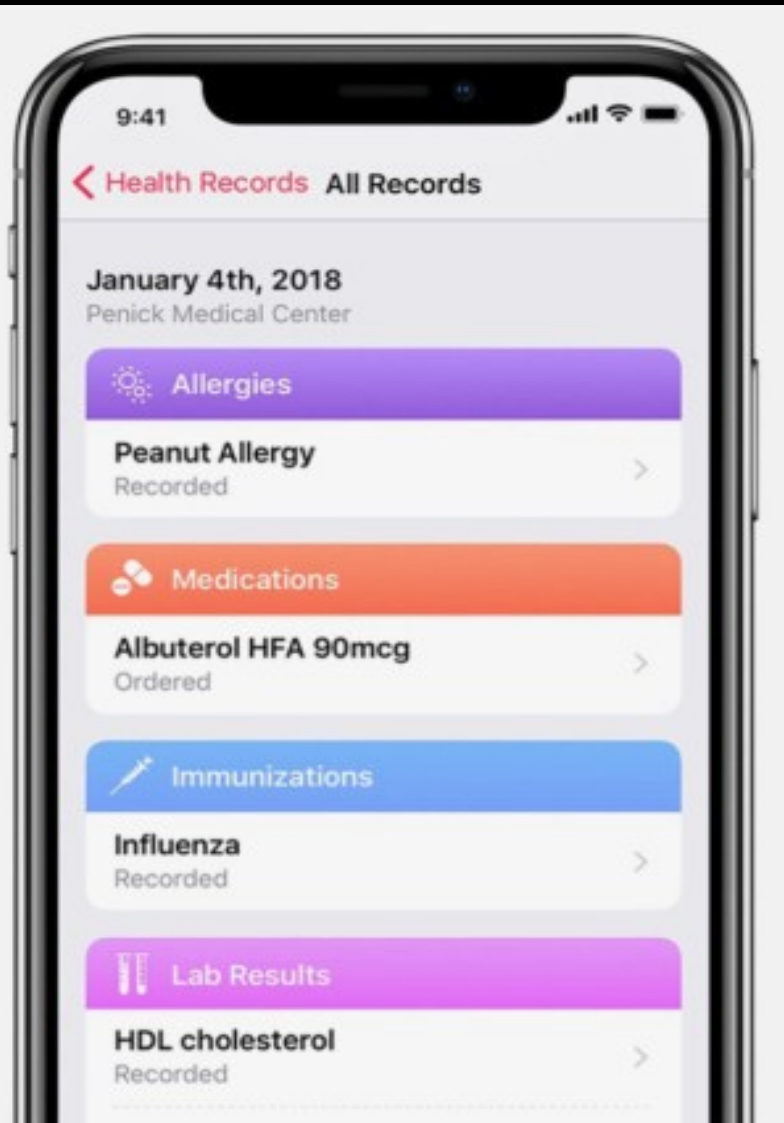 9:41
Health Records All Records
January 4th, 2018
Penick Medical Center
Allergies
Peanut Allergy
Recorded
Medications
Albuterol HFA 90mcg
Ordered
Immunizations
Influenza
Recorded
Lab Results
HDL cholesterol
Recorded